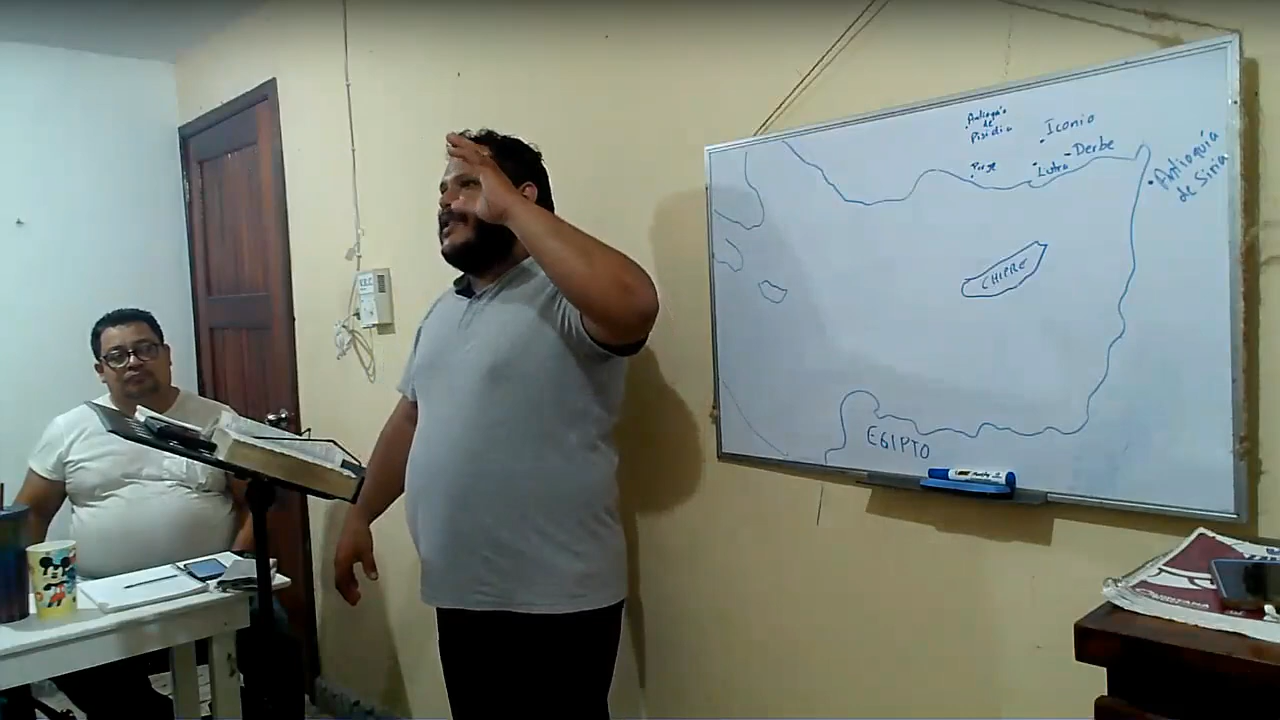 Antioquía
de
Pisidia
Iconio
Derbe
Perge
Listra
Antioquía
de Siria
CHIPRE
EGIPTO